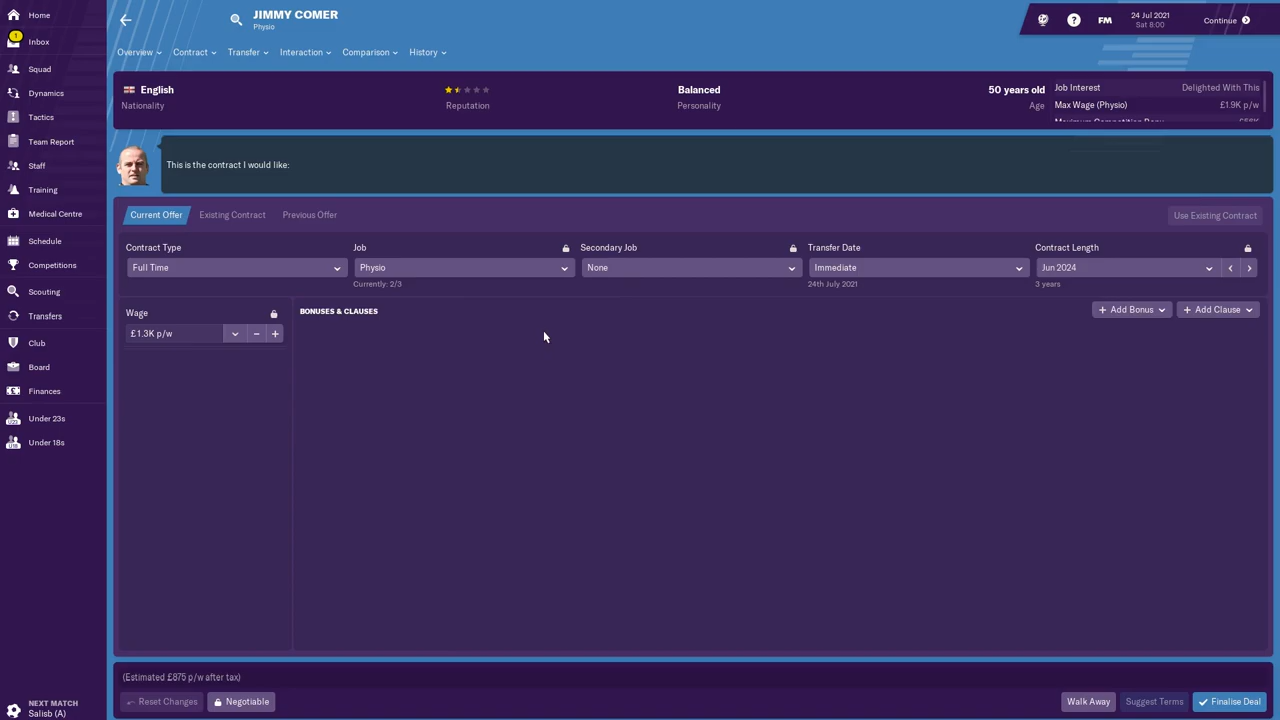 Home
JIMMY COMER
Physio
24 Jul 2021
Sat 8:00
FM
Continue
1
Inbox
Overview
Contract
Transfer
Interaction
Comparison
History
Squad
Dynamics
Tactics
Team Report
Staff
Training
Medical Centre
Schedule
Competitions
Scouting
Transfers
Club
Board
Finances
Under 23s
Under 18s
English
Nationality
Reputation
Balanced
Personality
50 years old
Age
Job Interest Delighted With This
Max Wage (Physio) £1.9K p/w
This is the contract I would like:
Current Offer
Existing Contract
Previous Offer
Use Existing Contract
Contract Type
Full Time
Job
Physio
Currently: 2/3
Secondary Job
None
Transfer Date
Immediate
24th July 2021
Contract Length
Jun 2024
3 years
Wage
£1.3K p/w
BONUSES & CLAUSES
Add Bonus
Add Clause
(Estimated £875 p/w after tax)
Reset Changes
Negotiable
Walk Away
Suggest Terms
Finalise Deal
NEXT MATCH
Salisb (A)